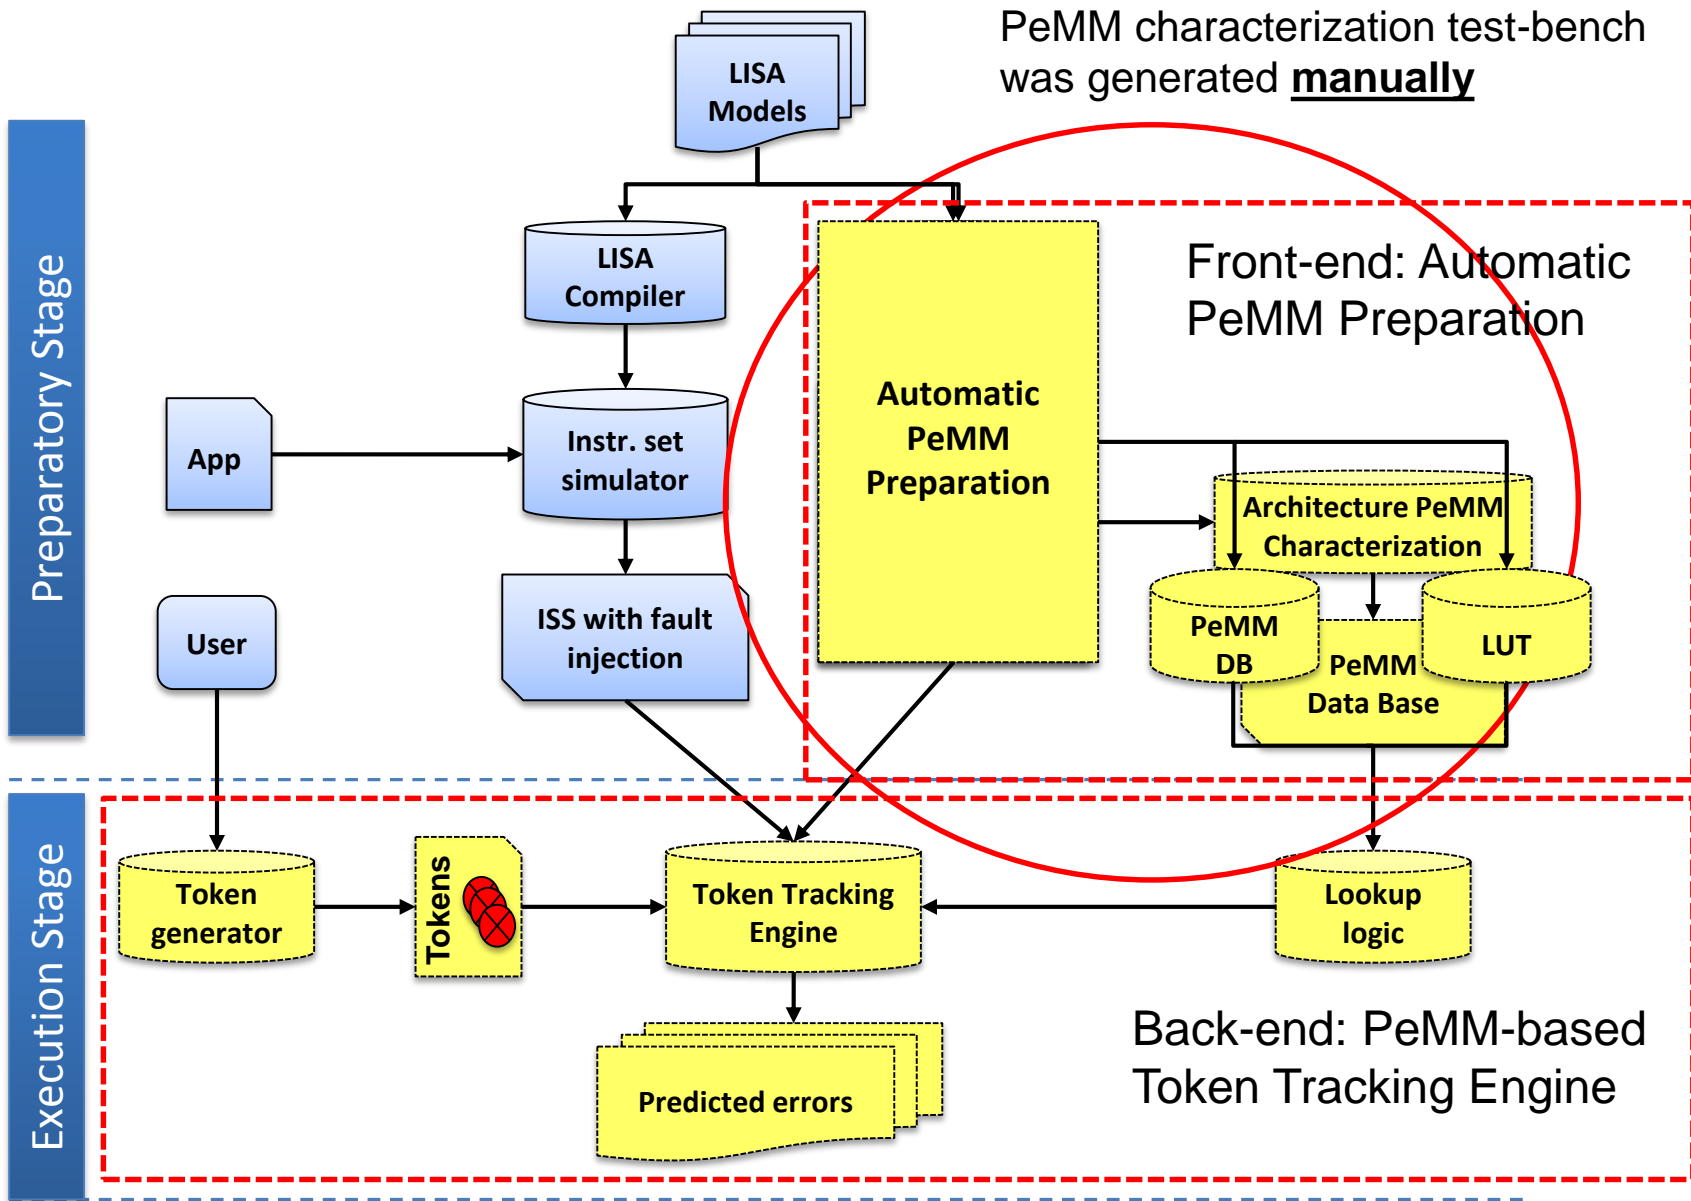 PeMM characterization test-bench
was generated manually
LISA
Models
Preparatory Stage
LISA
Compiler
Front-end: Automatic
PeMM Preparation
Automatic
PeMM
Preparation
App
Instr. set
simulator
Architecture PeMM
Characterization
User
ISS with fault
injection
PeMM
DB
PeMM
Data Base
LUT
Execution Stage
Token
generator
Tokens
Token Tracking
Engine
Lookup
logic
Predicted errors
Back-end: PeMM-based
Token Tracking Engine